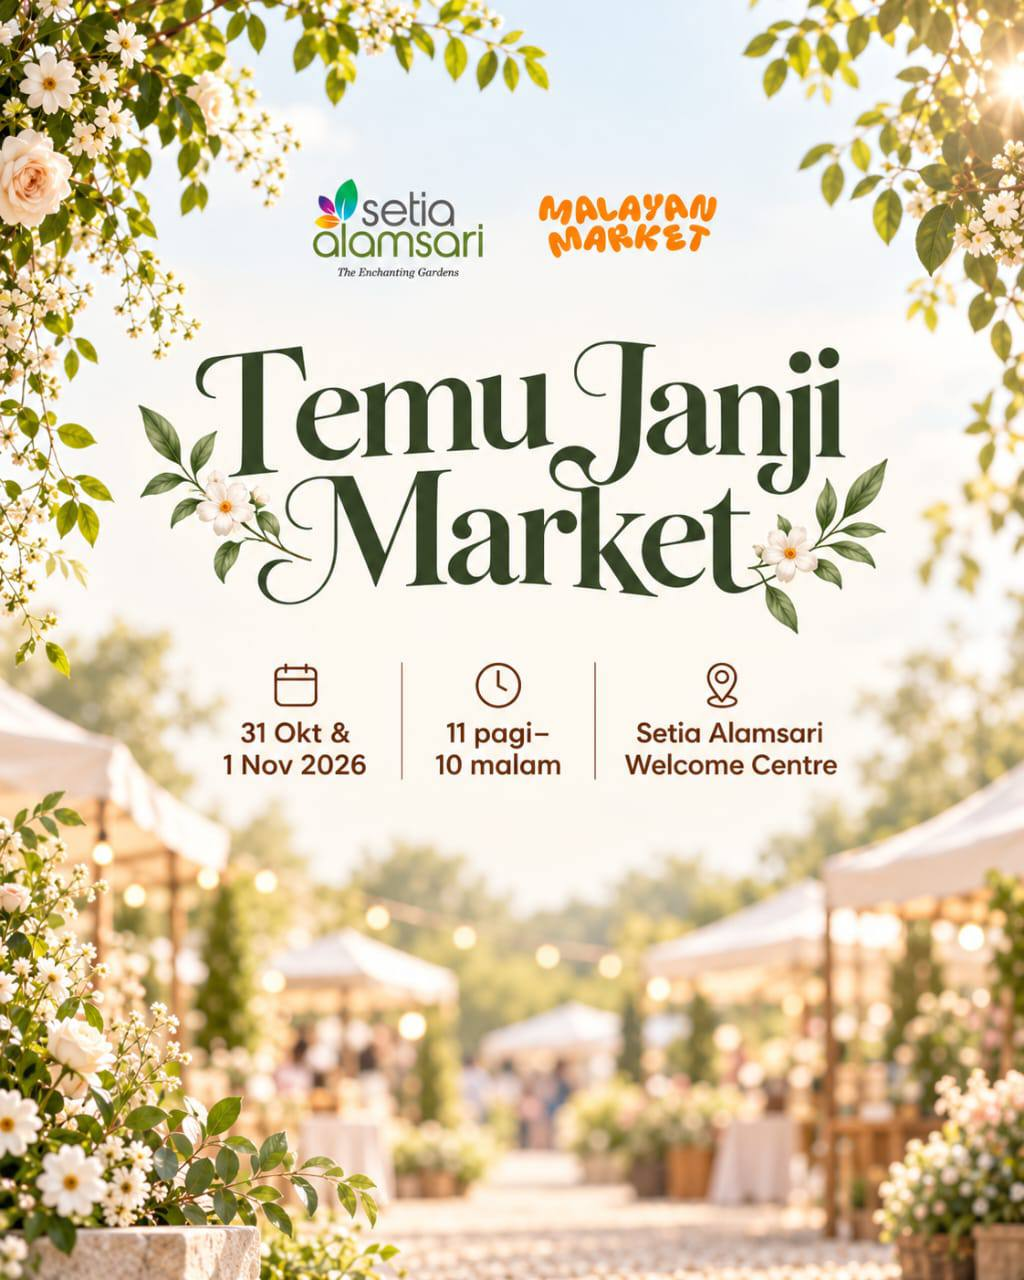 setia
alamsari
The Enchanting Gardens
MALAYAN
MARKET
Temu Janji
Market
31 Okt &
1 Nov 2026
11 pagi–
10 malam
Setia Alamsari
Welcome Centre